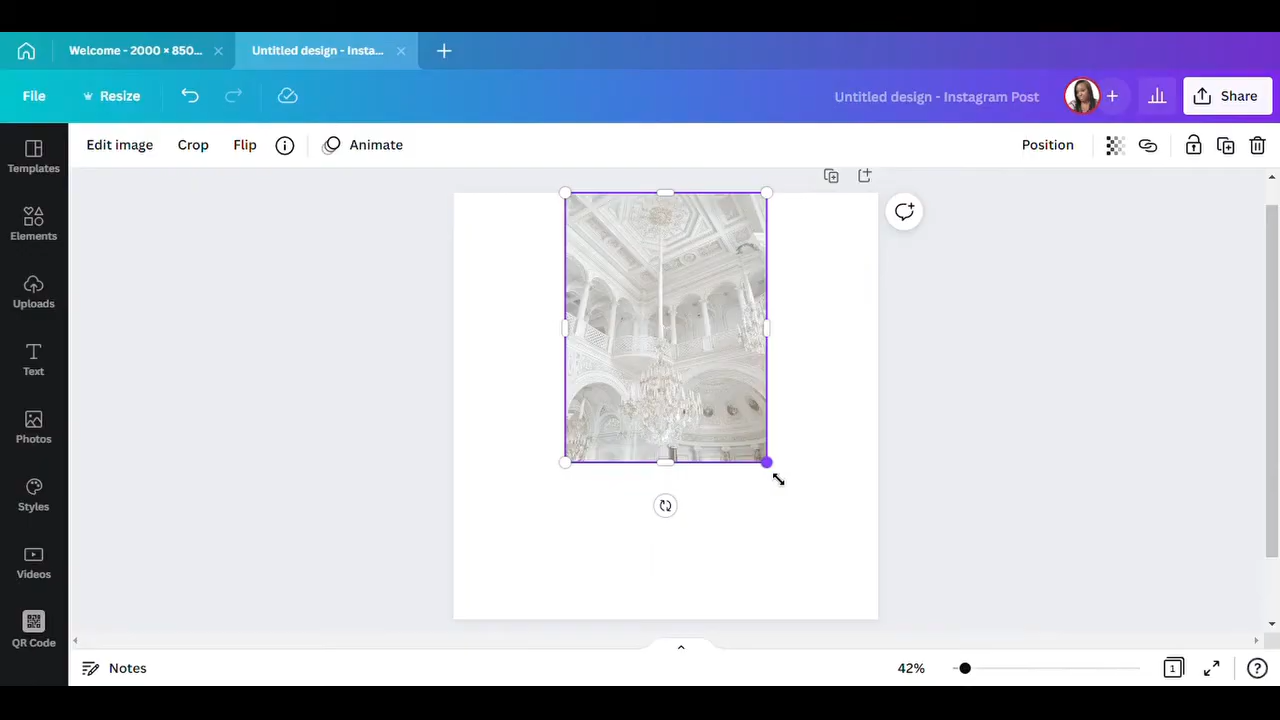 Welcome - 2000 × 850...
Untitled design - Insta...
File
Resize
Untitled design - Instagram Post
Share
Edit image
Crop
Flip
Animate
Position
Templates
Elements
Uploads
Text
Photos
Styles
Videos
QR Code
Notes
42%
1